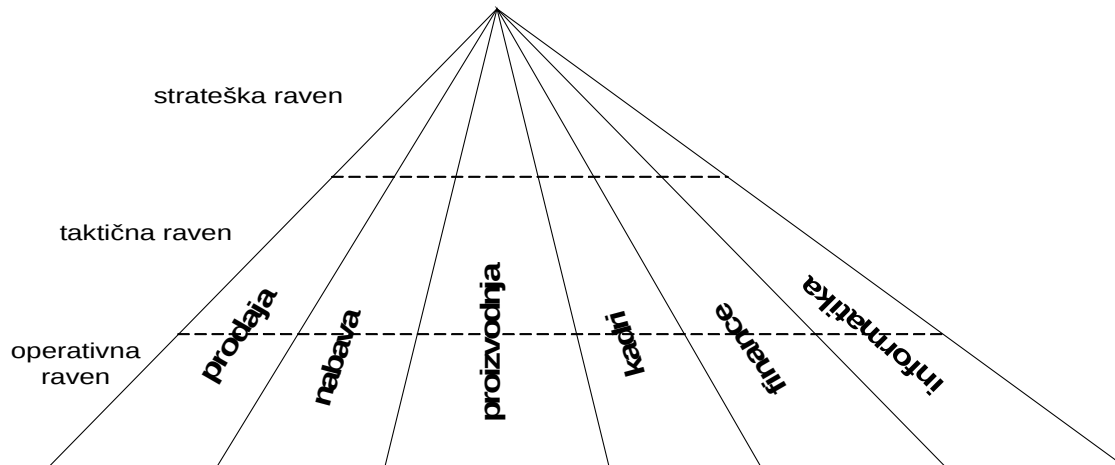 strateška raven
taktična raven
operativna
raven
prodaja
nabava
proizvodnja
kadri
finance
informatika